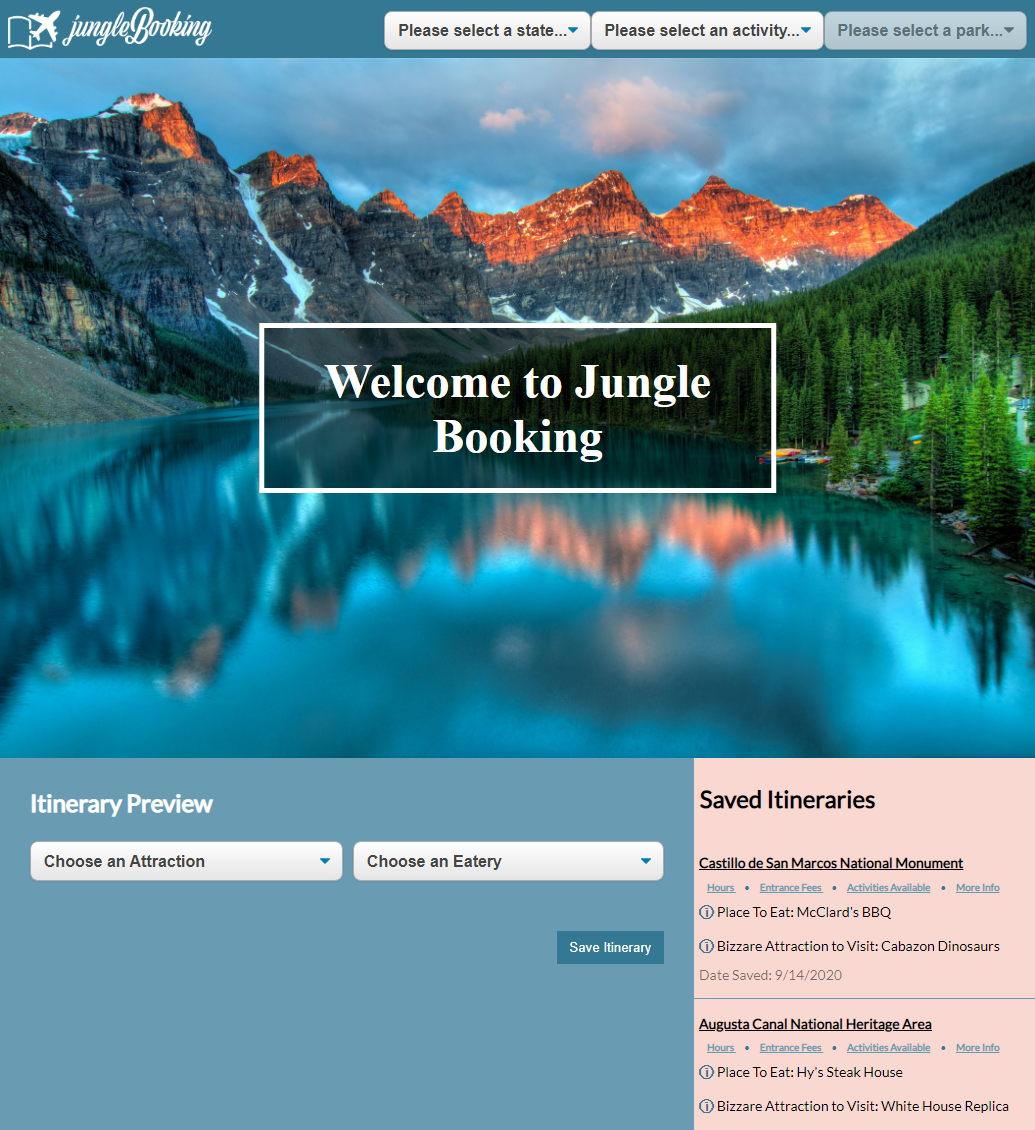 jungleBooking
Please select a state...
Please select an activity...
Please select a park...
Welcome to Jungle
Booking
Itinerary Preview
Choose an Attraction
Choose an Eatery
Save Itinerary
Saved Itineraries
Castillo de San Marcos National Monument
Hours • Entrance Fees • Activities Available • More Info
Place To Eat: McClard's BBQ
Bizzare Attraction to Visit: Cabazon Dinosaurs
Date Saved: 9/14/2020
Augusta Canal National Heritage Area
Hours • Entrance Fees • Activities Available • More Info
Place To Eat: Hy's Steak House
Bizzare Attraction to Visit: White House Replica